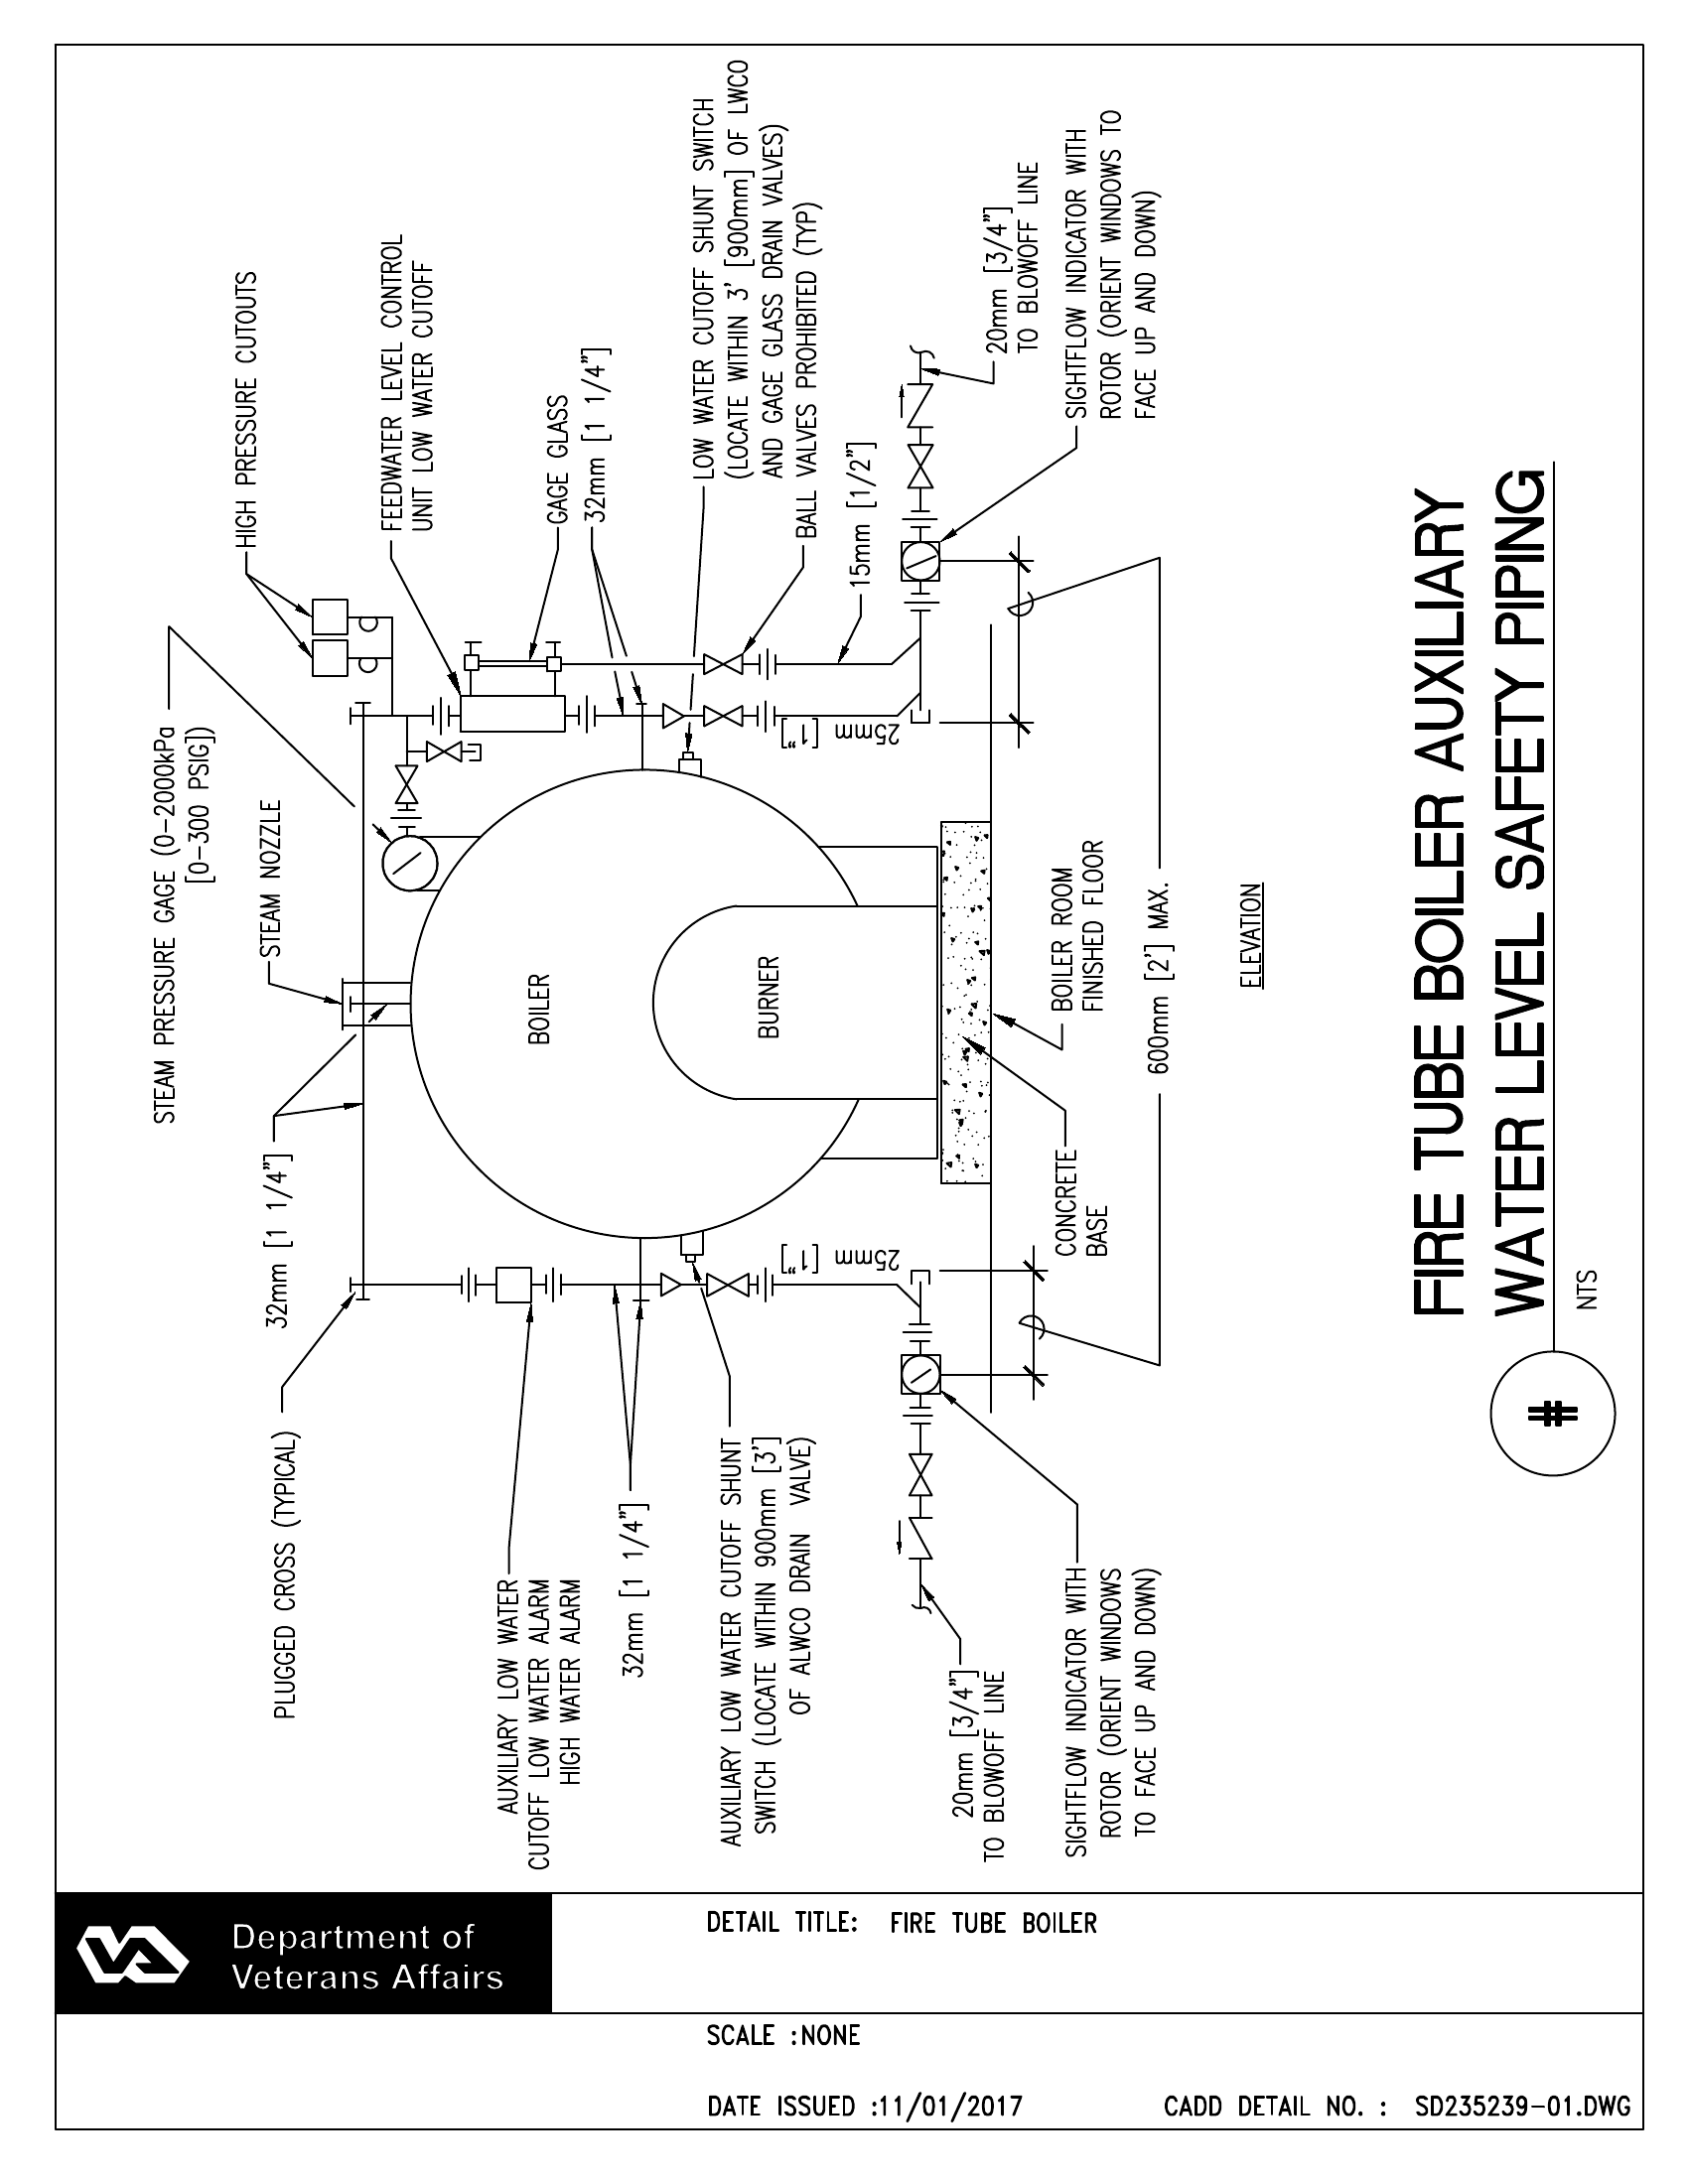 STEAM PRESSURE GAGE (0-2000kPa
[0-300 PSIG])
HIGH PRESSURE CUTOUTS
STEAM NOZZLE
32mm [1 1/4"]
PLUGGED CROSS (TYPICAL)
FEEDWATER LEVEL CONTROL
UNIT LOW WATER CUTOFF
GAGE GLASS
32mm [1 1/4"]
AUXILIARY LOW WATER
CUTOFF LOW WATER ALARM
HIGH WATER ALARM
BOILER
32mm [1 1/4"]
LOW WATER CUTOFF SHUNT SWITCH
(LOCATE WITHIN 3' [900mm] OF LWCO
AND GAGE GLASS DRAIN VALVES)
BALL VALVES PROHIBITED (TYP)
AUXILIARY LOW WATER CUTOFF SHUNT
SWITCH (LOCATE WITHIN 900mm [3']
OF ALWCO DRAIN VALVE)
BURNER
25mm [1"]
25mm [1"]
15mm [1/2"]
20mm [3/4"]
TO BLOWOFF LINE
20mm [3/4"]
TO BLOWOFF LINE
SIGHTFLOW INDICATOR WITH
ROTOR (ORIENT WINDOWS
TO FACE UP AND DOWN)
CONCRETE
BASE
BOILER ROOM
FINISHED FLOOR
SIGHTFLOW INDICATOR WITH
ROTOR (ORIENT WINDOWS TO
FACE UP AND DOWN)
600mm [2'] MAX.
ELEVATION
FIRE TUBE BOILER AUXILIARY
WATER LEVEL SAFETY PIPING
#
NTS
Department of
Veterans Affairs
DETAIL TITLE: FIRE TUBE BOILER
SCALE :NONE
DATE ISSUED :11/01/2017
CADD DETAIL NO. : SD235239-01.DWG